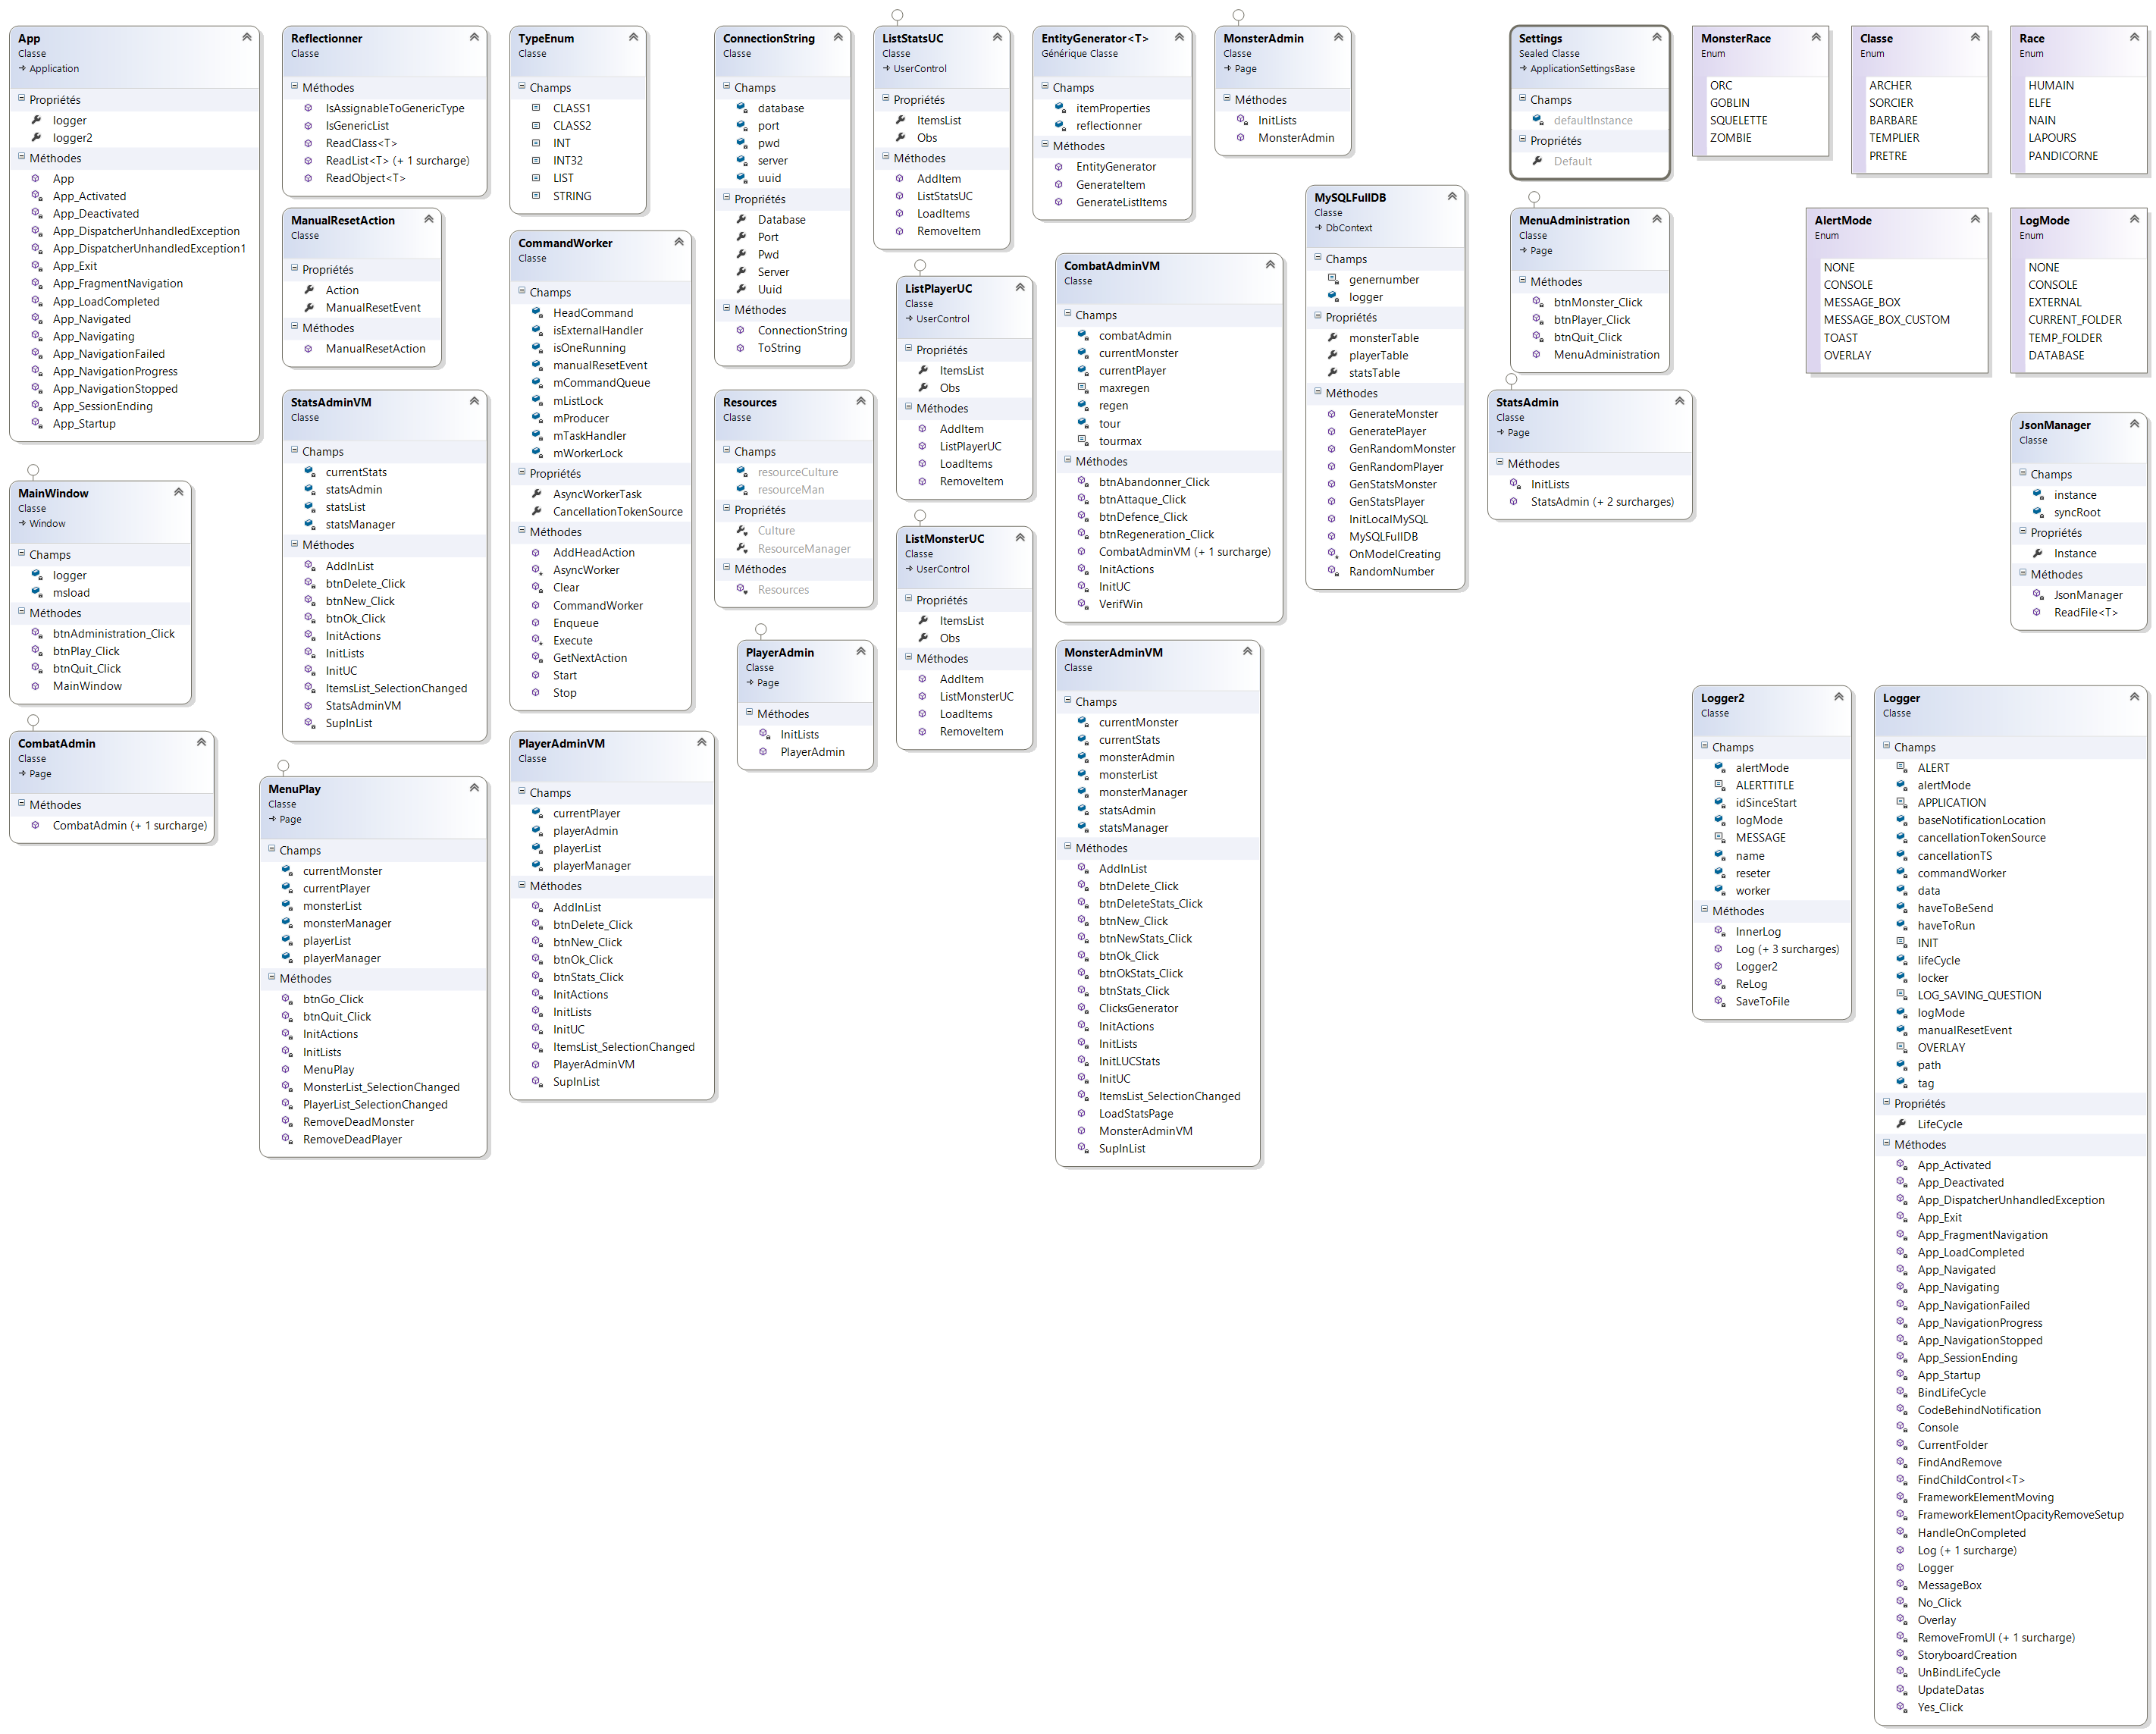 App
Classe
Application
Propriétés
logger
logger2
Méthodes
App
App_Activated
App_Deactivated
App_DispatcherUnhandledException
App_DispatcherUnhandledException1
App_Exit
App_FragmentNavigation
App_LoadCompleted
App_Navigated
App_Navigating
App_NavigationFailed
App_NavigationProgress
App_NavigationStopped
App_SessionEnding
App_Startup
MainWindow
Classe
Window
Champs
logger
msload
Méthodes
btnAdministration_Click
btnPlay_Click
btnQuit_Click
MainWindow
CombatAdmin
Classe
Page
Méthodes
CombatAdmin (+ 1 surcharge)
Reflectionner
Classe
Méthodes
IsAssignableToGenericType
IsGenericList
ReadClass<T>
ReadList<T> (+ 1 surcharge)
ReadObject<T>
ManualResetAction
Classe
Propriétés
Action
ManualResetEvent
Méthodes
ManualResetAction
StatsAdminVM
Classe
Champs
currentStats
statsAdmin
statsList
statsManager
Méthodes
AddInList
btnDelete_Click
btnNew_Click
btnOk_Click
InitActions
InitLists
InitUC
ItemsList_SelectionChanged
StatsAdminVM
SupInList
MenuPlay
Classe
Page
Champs
currentMonster
currentPlayer
monsterList
monsterManager
playerList
playerManager
Méthodes
btnGo_Click
btnQuit_Click
InitActions
InitLists
MenuPlay
MonsterList_SelectionChanged
PlayerList_SelectionChanged
RemoveDeadMonster
RemoveDeadPlayer
TypeEnum
Classe
Champs
CLASS1
CLASS2
INT
INT32
LIST
STRING
CommandWorker
Classe
Champs
HeadCommand
isExternalHandler
isOneRunning
manualResetEvent
mCommandQueue
mListLock
mProducer
mTaskHandler
mWorkerLock
Propriétés
AsyncWorkerTask
CancellationTokenSource
Méthodes
AddHeadAction
AsyncWorker
Clear
CommandWorker
Enqueue
Execute
GetNextAction
Start
Stop
PlayerAdminVM
Classe
Champs
currentPlayer
playerAdmin
playerList
playerManager
Méthodes
AddInList
btnDelete_Click
btnNew_Click
btnOk_Click
btnStats_Click
InitActions
InitLists
InitUC
ItemsList_SelectionChanged
PlayerAdminVM
SupInList
ConnectionString
Classe
Champs
database
port
pwd
server
uuid
Propriétés
Database
Port
Pwd
Server
Uuid
Méthodes
ConnectionString
ToString
Resources
Classe
Champs
resourceCulture
resourceMan
Propriétés
Culture
ResourceManager
Méthodes
Resources
PlayerAdmin
Classe
Page
Méthodes
InitLists
PlayerAdmin
ListStatsUC
Classe
UserControl
Propriétés
ItemsList
Obs
Méthodes
AddItem
ListStatsUC
LoadItems
RemoveItem
ListPlayerUC
Classe
UserControl
Propriétés
ItemsList
Obs
Méthodes
AddItem
ListPlayerUC
LoadItems
RemoveItem
ListMonsterUC
Classe
UserControl
Propriétés
ItemsList
Obs
Méthodes
AddItem
ListMonsterUC
LoadItems
RemoveItem
EntityGenerator<T>
Générique Classe
Champs
itemProperties
reflectionner
Méthodes
EntityGenerator
GenerateItem
GenerateListItems
CombatAdminVM
Classe
Champs
combatAdmin
currentMonster
currentPlayer
maxregen
regen
tour
tourmax
Méthodes
btnAbandonner_Click
btnAttaque_Click
btnDefence_Click
btnRegeneration_Click
CombatAdminVM (+ 1 surcharge)
InitActions
InitUC
VerifWin
MonsterAdminVM
Classe
Champs
currentMonster
currentStats
monsterAdmin
monsterList
monsterManager
statsAdmin
statsManager
Méthodes
AddInList
btnDelete_Click
btnDeleteStats_Click
btnNew_Click
btnNewStats_Click
btnOk_Click
btnOkStats_Click
btnStats_Click
ClicksGenerator
InitActions
InitLists
InitLUCStats
InitUC
ItemsList_SelectionChanged
LoadStatsPage
MonsterAdminVM
SupInList
MonsterAdmin
Classe
Page
Méthodes
InitLists
MonsterAdmin
MySQLFullDB
Classe
DbContext
Champs
genernumber
logger
Propriétés
monsterTable
playerTable
statsTable
Méthodes
GenerateMonster
GeneratePlayer
GenRandomMonster
GenRandomPlayer
GenStatsMonster
GenStatsPlayer
InitLocalMySQL
MySQLFullDB
OnModelCreating
RandomNumber
Settings
Sealed Classe
ApplicationSettingsBase
Champs
defaultInstance
Propriétés
Default
MenuAdministration
Classe
Page
Méthodes
btnMonster_Click
btnPlayer_Click
btnQuit_Click
MenuAdministration
StatsAdmin
Classe
Page
Méthodes
InitLists
StatsAdmin (+ 2 surcharges)
MonsterRace
Enum
ORC
GOBLIN
SQUELETTE
ZOMBIE
Classe
Enum
ARCHER
SORCIER
BARBARE
TEMPLIER
PRETRE
Race
Enum
HUMAIN
ELFE
NAIN
LAPOURS
PANDICORNE
AlertMode
Enum
NONE
CONSOLE
MESSAGE_BOX
MESSAGE_BOX_CUSTOM
TOAST
OVERLAY
LogMode
Enum
NONE
CONSOLE
EXTERNAL
CURRENT_FOLDER
TEMP_FOLDER
DATABASE
JsonManager
Classe
Champs
instance
syncRoot
Propriétés
Instance
Méthodes
JsonManager
ReadFile<T>
Logger2
Classe
Champs
alertMode
ALERTTITLE
idSinceStart
logMode
MESSAGE
name
reseter
worker
Méthodes
InnerLog
Log (+ 3 surcharges)
Logger2
ReLog
SaveToFile
Logger
Classe
Champs
ALERT
alertMode
APPLICATION
baseNotificationLocation
cancellationTokenSource
cancellationTS
commandWorker
data
haveToBeSend
haveToRun
INIT
lifeCycle
locker
LOG_SAVING_QUESTION
logMode
manualResetEvent
OVERLAY
path
tag
Propriétés
LifeCycle
Méthodes
App_Activated
App_Deactivated
App_DispatcherUnhandledException
App_Exit
App_FragmentNavigation
App_LoadCompleted
App_Navigated
App_Navigating
App_NavigationFailed
App_NavigationProgress
App_NavigationStopped
App_SessionEnding
App_Startup
BindLifeCycle
CodeBehindNotification
Console
CurrentFolder
FindAndRemove
FindChildControl<T>
FrameworkElementMoving
FrameworkElementOpacityRemoveSetup
HandleOnCompleted
Log (+ 1 surcharge)
Logger
MessageBox
No_Click
Overlay
RemoveFromUI (+ 1 surcharge)
StoryboardCreation
UnBindLifeCycle
UpdateDatas
Yes_Click